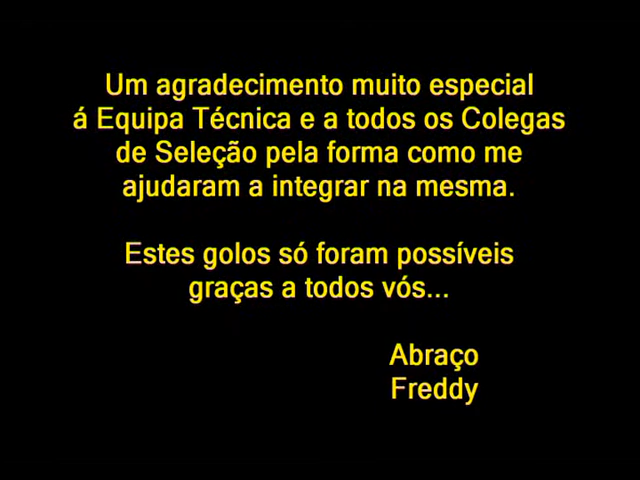 Um agradecimento muito especial
á Equipa Técnica e a todos os Colegas
de Seleção pela forma como me
ajudaram a integrar na mesma.
Estes golos só foram possíveis
graças a todos vós...
Abraço
Freddy